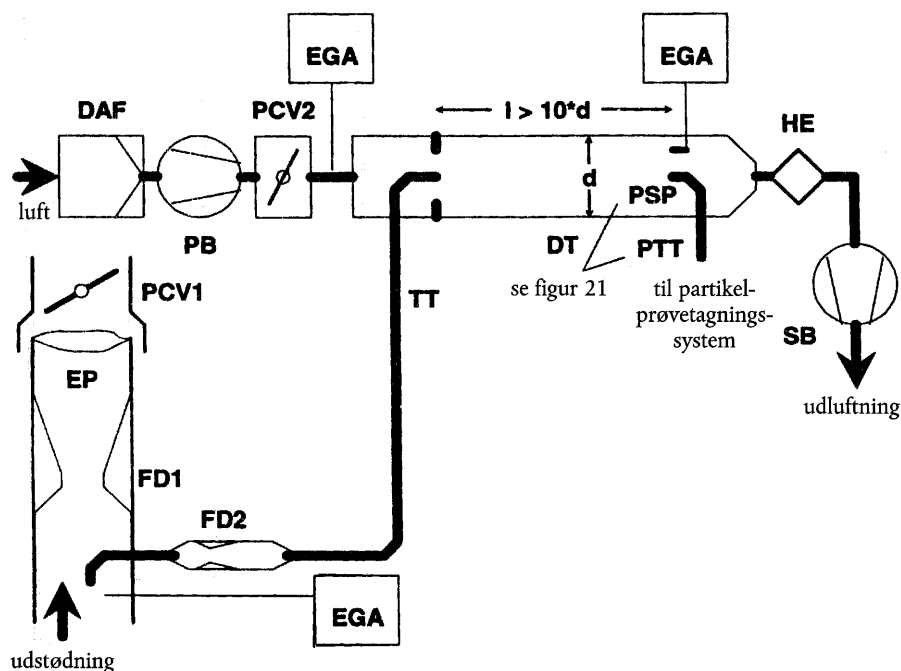 EGA
EGA
DAF
PCV2
l > 10*d
HE
luft
d
PSP
PB
DT
PTT
PCV1
TT
se figur 21
til partikel-
prøvetagnings-
system
SB
EP
udluftning
FD1
FD2
EGA
udstødning